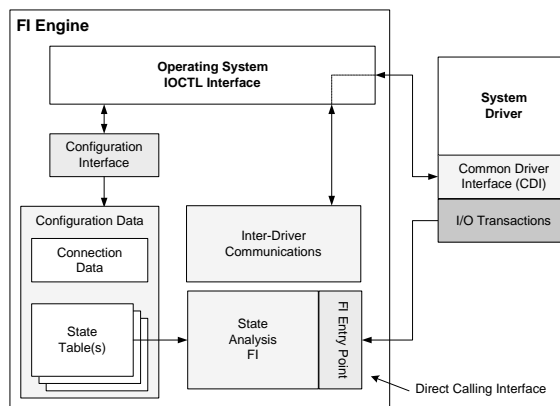 FI Engine
Operating System
IOCTL Interface
System
Driver
Configuration
Interface
Common Driver
Interface (CDI)
I/O Transactions
Configuration Data
Connection
Data
Inter-Driver
Communications
State
Table(s)
State
Analysis
FI
FI Entry
Point
Direct Calling Interface